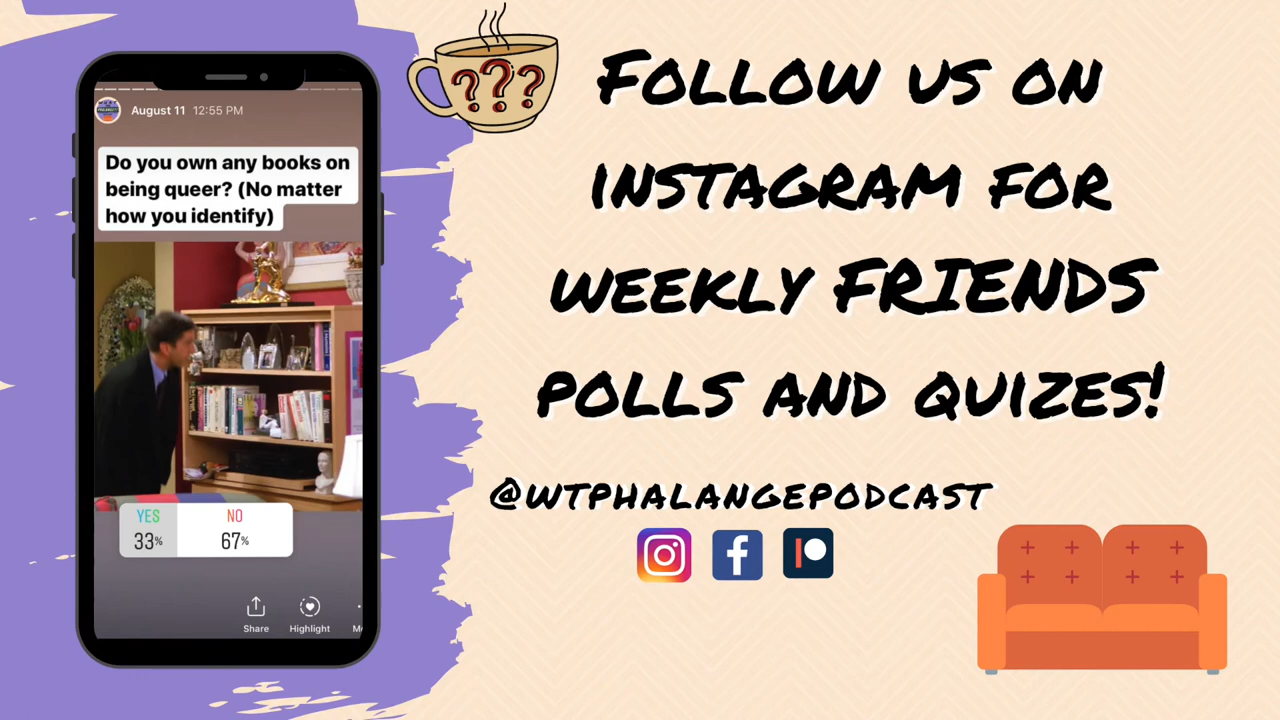 August 11 12:55 PM
Do you own any books on
being queer? (No matter
how you identify)
YES NO
33% 67%
Share Highlight
???
FOLLOW US ON
INSTAGRAM FOR
WEEKLY FRIENDS
POLLS AND QUIZES!
@WTPHALANGEPODCAST